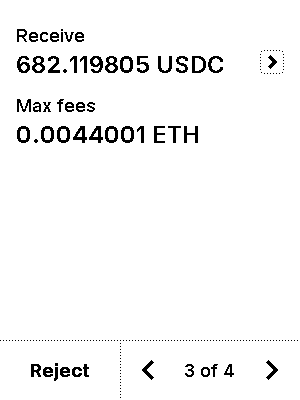 Receive
682.119805 USDC
Max fees
0.0044001 ETH
Reject
3 of 4